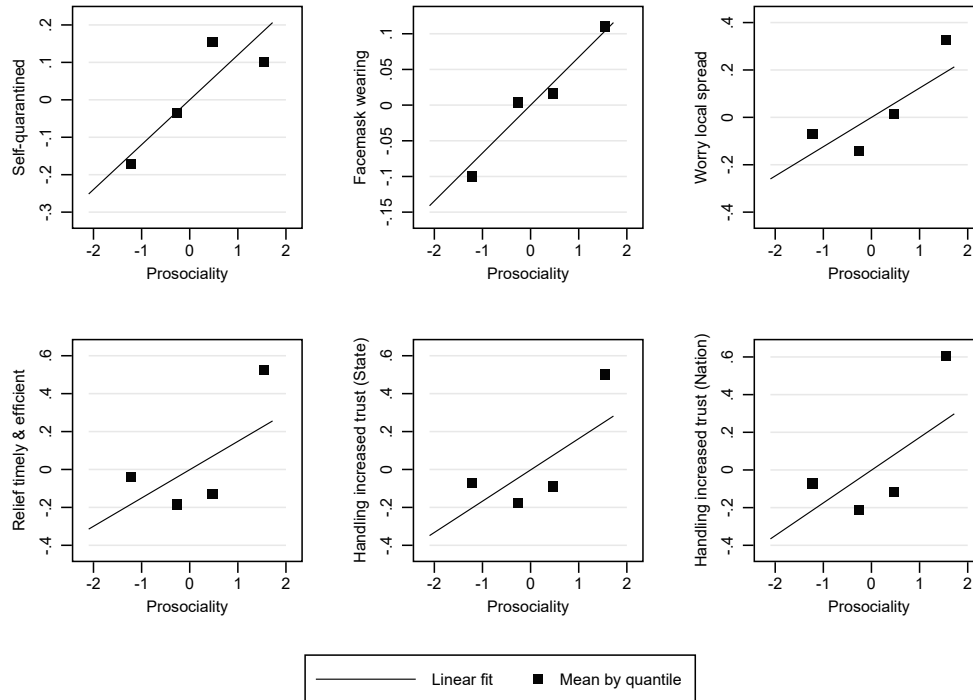 Self-quarantined
.2
.1
0
-.1
-.2
-.3
-2 -1 0 1 2
Prosociality
Facemask wearing
.1
.05
0
-.05
-.1
-.15
-2 -1 0 1 2
Prosociality
Worry local spread
.4
.2
0
-.2
-.4
-2 -1 0 1 2
Prosociality
Relief timely & efficient
.6
.4
.2
0
-.2
-.4
-2 -1 0 1 2
Prosociality
Handling increased trust (State)
.6
.4
.2
0
-.2
-.4
-2 -1 0 1 2
Prosociality
Handling increased trust (Nation)
.6
.4
.2
0
-.2
-.4
-2 -1 0 1 2
Prosociality
Linear fit Mean by quantile